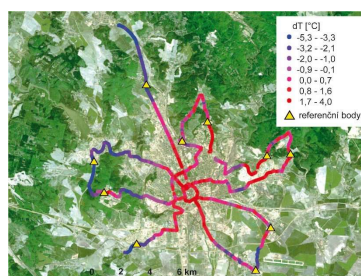 dT [°C]
-5,3 - -3,3
-3,2 - -2,1
-2,0 - -1,0
-0,9 - -0,1
0,0 - 0,7
0,8 - 1,6
1,7 - 4,0
referenční body
0 2 4 6 km